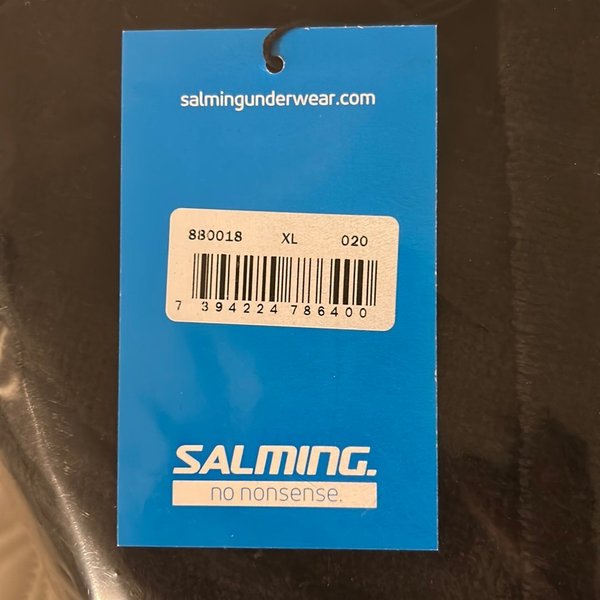 salmingunderwear.com
880018 XL 020
7 394224 786400
SALMING.
no nonsense.